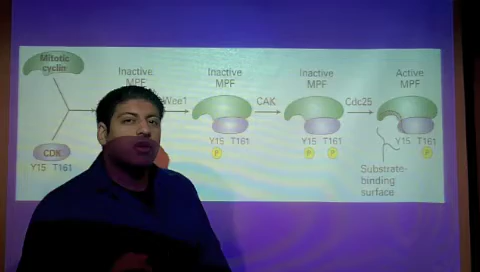 Mitotic
cyclin
CDK
Y15 T161
Inactive
MPF
Wee1
Inactive
MPF
Y15 T161
P
CAK
Inactive
MPF
Y15 T161
P P
Cdc25
Active
MPF
Y15 T161
P
Substrate-
binding
surface